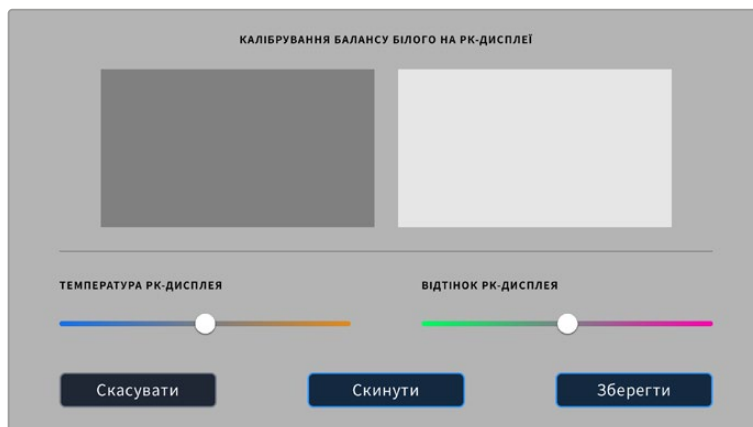 КАЛІБРУВАННЯ БАЛАНСУ БІЛОГО НА РК-ДИСПЛЕЇ
ТЕМПЕРАТУРА РК-ДИСПЛЕЯ
ВІДТІНОК РК-ДИСПЛЕЯ
Скасувати
Скинути
Зберегти